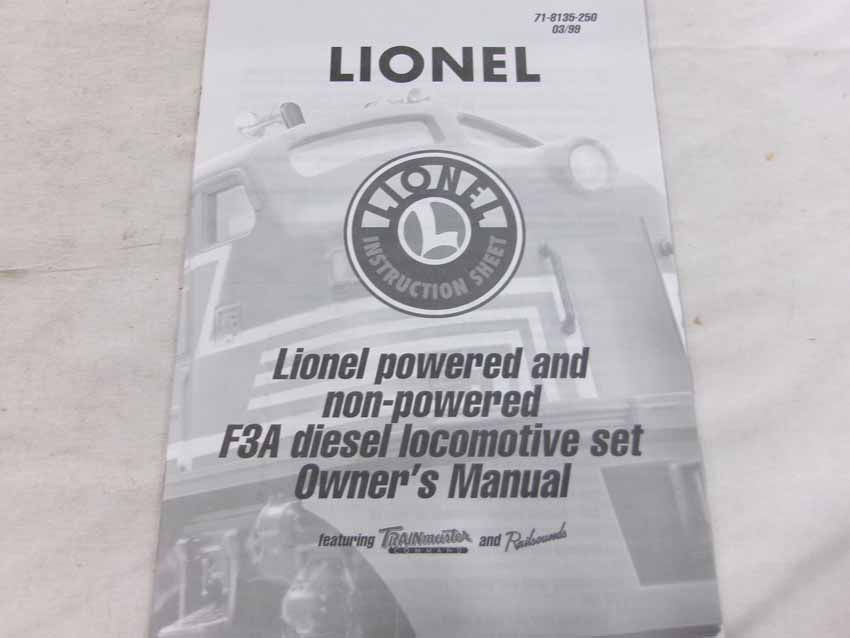 71-8135-250
03/99
LIONEL
LIONEL
L
INSTRUCTION SHEET
Lionel powered and
non-powered
F3A diesel locomotive set
Owner's Manual
featuring TRAINmaster COMMAND and Railsounds